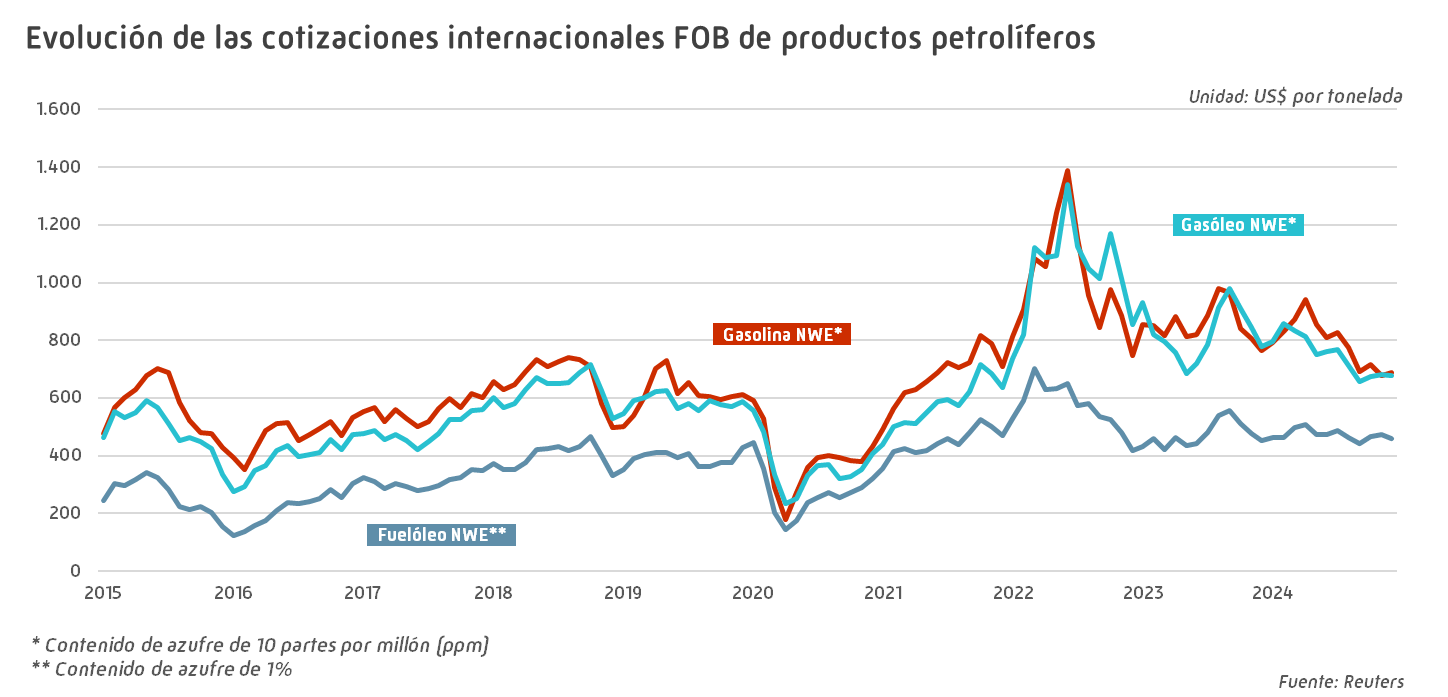 Evolución de las cotizaciones internacionales FOB de productos petrolíferos
Unidad: US$ por tonelada
1.600
1.400
1.200
1.000
800
600
400
200
0
Gasóleo NWE*
Gasolina NWE*
Fuelóleo NWE**
2015 2016 2017 2018 2019 2020 2021 2022 2023 2024
* Contenido de azufre de 10 partes por millón (ppm)
** Contenido de azufre de 1%
Fuente: Reuters